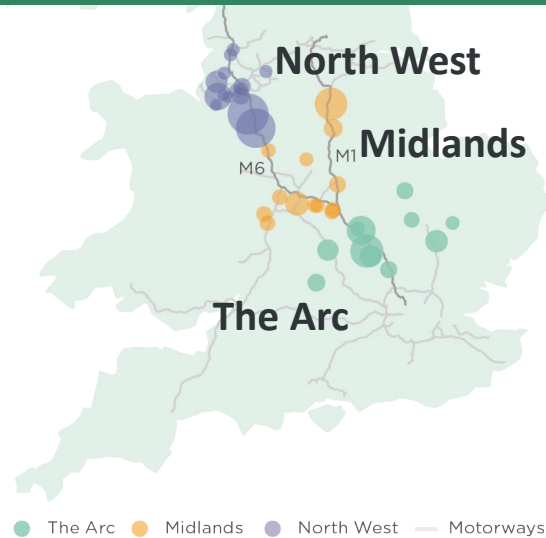 North West
M1 Midlands
M6
The Arc
The Arc Midlands North West Motorways